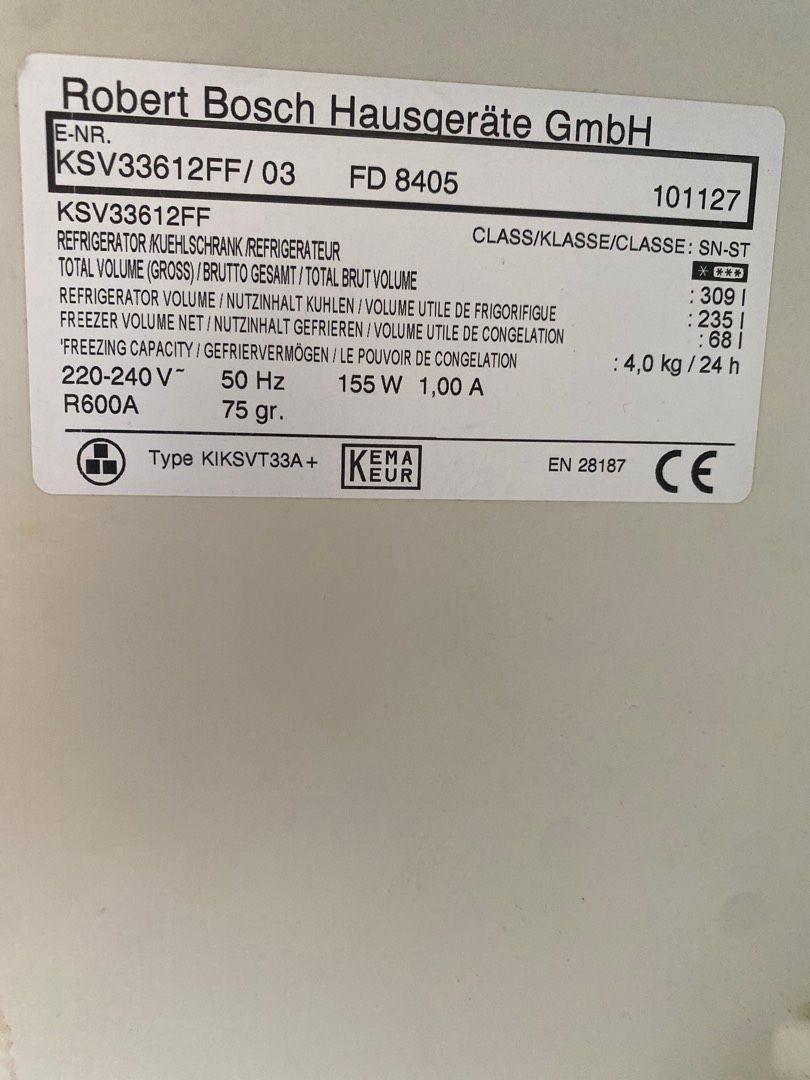 Robert Bosch Hausgeräte GmbH
E-NR.
KSV33612FF/ 03 FD 8405 101127
KSV33612FF
CLASS/KLASSE/CLASSE: SN-ST
REFRIGERATOR/KUEHLSCHRANK/REFRIGERATEUR
* ***
TOTAL VOLUME (GROSS) / BRUTTO GESAMT / TOTAL BRUT VOLUME : 309 l
REFRIGERATOR VOLUME / NUTZINHALT KUHLEN / VOLUME UTILE DE FRIGORIFIGUE : 235 l
FREEZER VOLUME NET / NUTZINHALT GEFRIEREN / VOLUME UTILE DE CONGELATION : 68 l
'FREEZING CAPACITY / GEFRIERVERMÖGEN / LE POUVOIR DE CONGELATION : 4,0 kg / 24 h
220-240 V~ 50 Hz 155 W 1,00 A
R600A 75 gr.
Type KIKSVT33A+ KEMA EUR EN 28187 CE